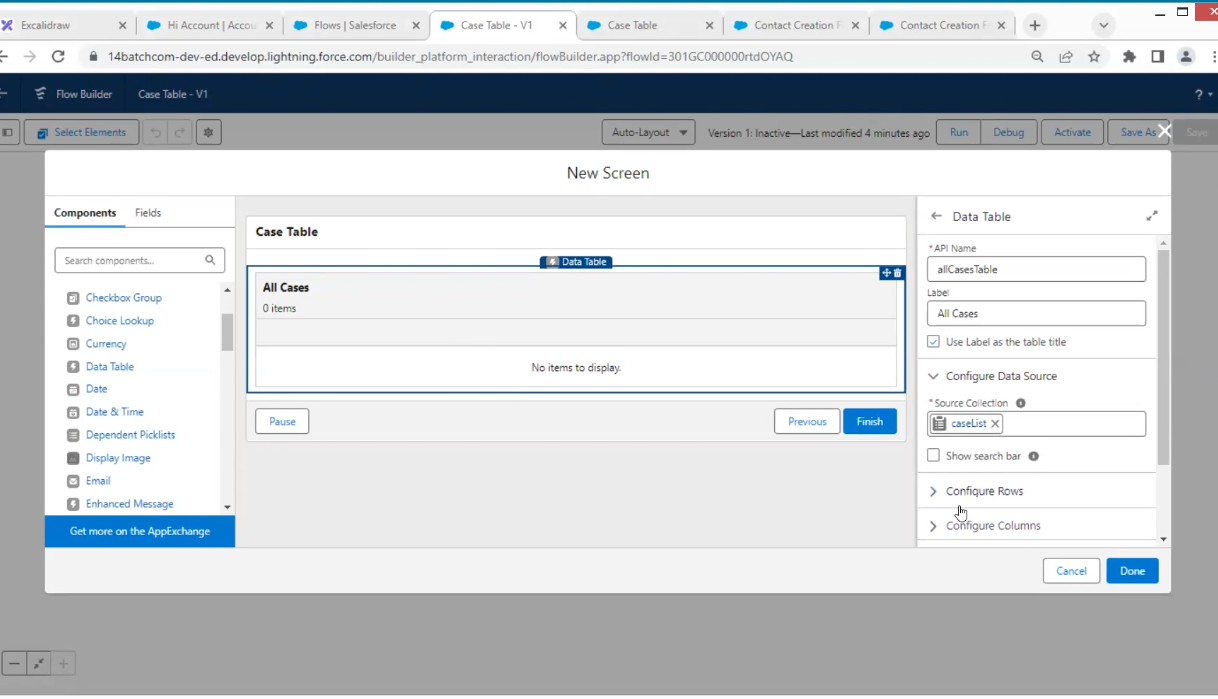 Excalidraw
Hi Account | Accou
Flows | Salesforce
Case Table - V1
Case Table
Contact Creation F
Contact Creation F
14batchcom-dev-ed.develop.lightning.force.com/builder_platform_interaction/flowBuilder.app?flowId=301GC000000rtdOYAQ
Flow Builder
Case Table - V1
?
Select Elements
Auto-Layout
Version 1: Inactive—Last modified 4 minutes ago
Run
Debug
Activate
Save As
Save
New Screen
Components
Fields
Search components...
Checkbox Group
Choice Lookup
Currency
Data Table
Date
Date & Time
Dependent Picklists
Display Image
Email
Enhanced Message
Get more on the AppExchange
Case Table
Data Table
All Cases
0 items
No items to display.
Pause
Previous
Finish
Data Table
*API Name
allCasesTable
Label
All Cases
Use Label as the table title
Configure Data Source
*Source Collection
caseList
Show search bar
Configure Rows
Configure Columns
Cancel
Done